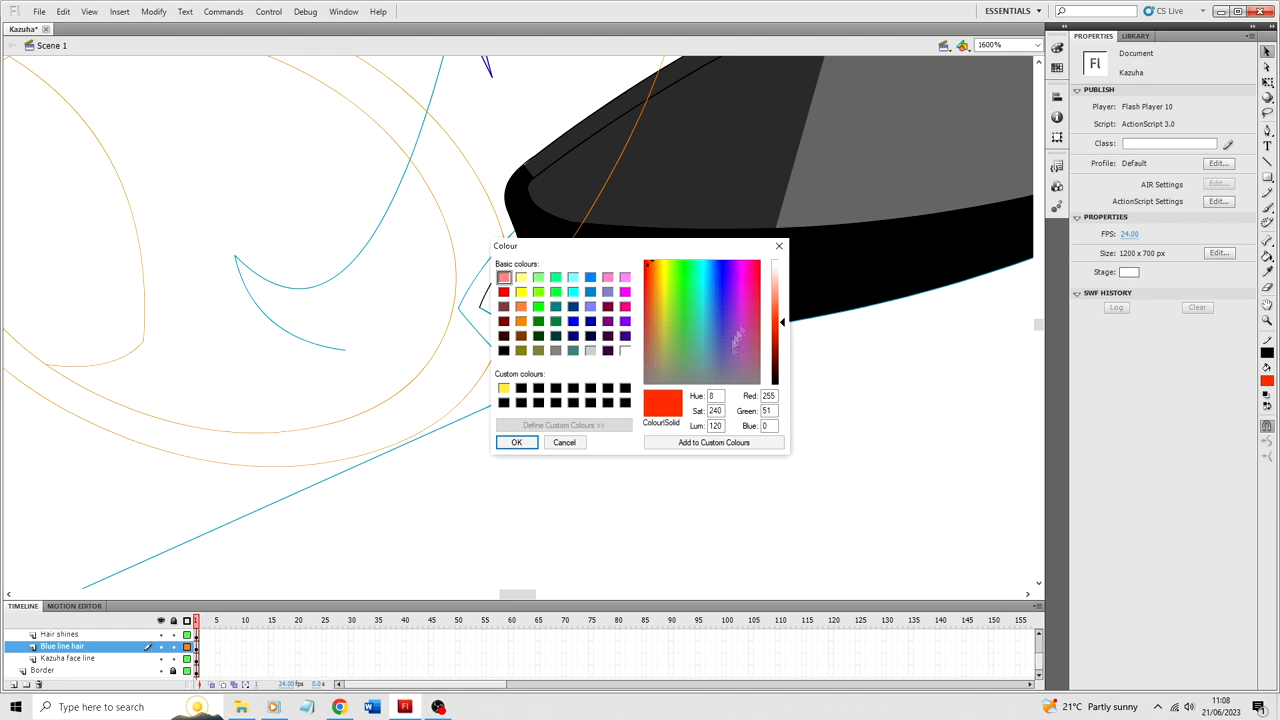 Fl File Edit View Insert Modify Text Commands Control Debug Window Help ESSENTIALS CS Live
Kazuha*
Scene 1 1600%
PROPERTIES LIBRARY
Fl
Document
Kazuha
PUBLISH
Player: Flash Player 10
Script: ActionScript 3.0
Class:
Profile: Default Edit...
AIR Settings Edit...
ActionScript Settings Edit...
PROPERTIES
FPS: 24.00
Size: 1200 x 700 px Edit...
Stage:
SWF HISTORY
Log Clear
Colour
Basic colours:
Custom colours:
Define Custom Colours >>
OK Cancel
Colour|Solid
Hue: 8 Red: 255
Sat: 240 Green: 51
Lum: 120 Blue: 0
Add to Custom Colours
TIMELINE MOTION EDITOR
1 5 10 15 20 25 30 35 40 45 50 55 60 65 70 75 80 85 90 95 100 105 110 115 120 125 130 135 140 145 150 155
Hair shines
Blue line hair
Kazuha face line
Border
1 24.00 fps 0.0 s
Type here to search
Fl
21°C Partly sunny
11:08
21/06/2023